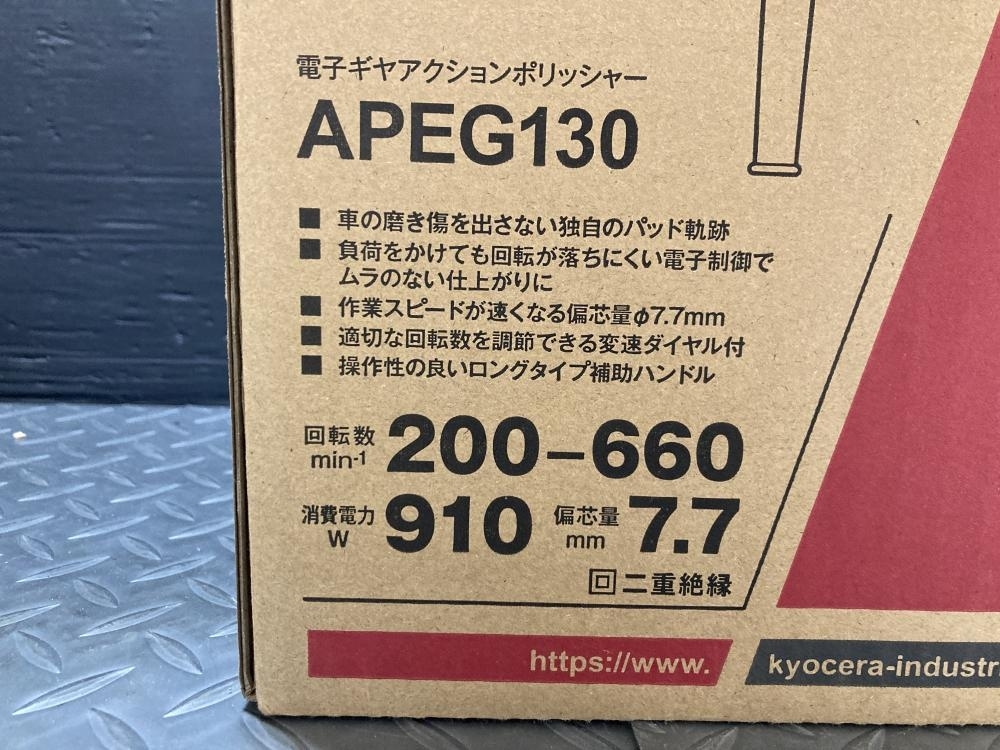 電子ギヤアクションポリッシャー
APEG130
■ 車の磨き傷を出さない独自のパッド軌跡
■ 負荷をかけても回転が落ちにくい電子制御で
ムラのない仕上がりに
■ 作業スピードが速くなる偏芯量φ7.7mm
■ 適切な回転数を調節できる変速ダイヤル付
■ 操作性の良いロングタイプ補助ハンドル
回転数 min-1 200–660
消費電力 W 910 偏芯量 mm 7.7
回 二重絶縁
https://www. kyocera-industri